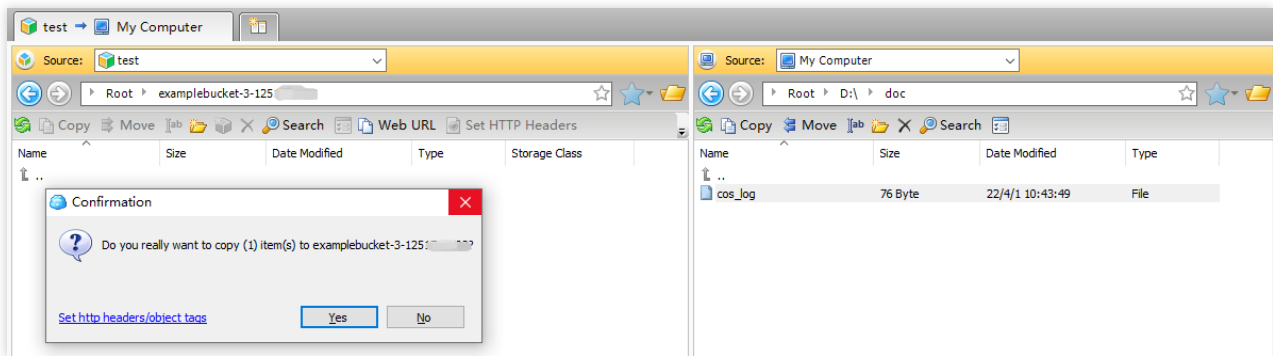 test → My Computer
Source: test
Root examplebucket-3-125
Copy Move Search Web URL Set HTTP Headers
Name Size Date Modified Type Storage Class
..
Confirmation
Do you really want to copy (1) item(s) to examplebucket-3-125
Set http headers/object tags
Yes
No
Source: My Computer
Root D:\ doc
Copy Move Search
Name Size Date Modified Type
..
cos_log 76 Byte 22/4/1 10:43:49 File